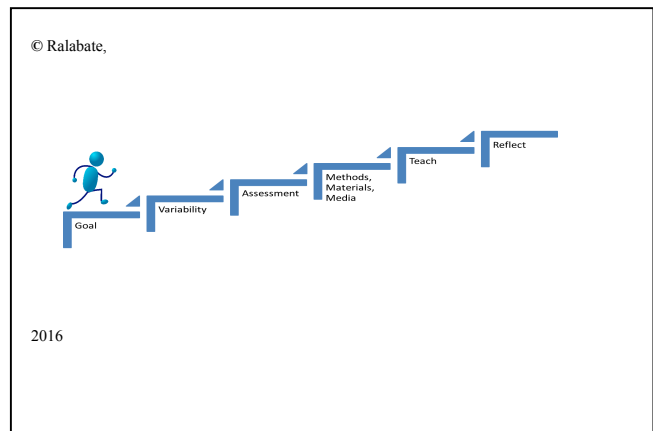 © Ralabate,
Goal
Variability
Assessment
Methods,
Materials,
Media
Teach
Reflect
2016